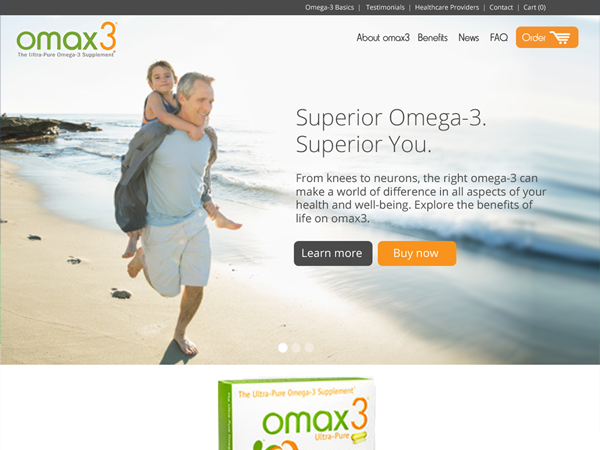 Omega-3 Basics | Testimonials | Healthcare Providers | Contact | Cart (0)
omax3
The Ultra-Pure Omega-3 Supplement
About omax3 Benefits News FAQ Order
Superior Omega-3.
Superior You.
From knees to neurons, the right omega-3 can
make a world of difference in all aspects of your
health and well-being. Explore the benefits of
life on omax3.
Learn more Buy now
The Ultra-Pure Omega-3 Supplement
omax3
Ultra-Pure